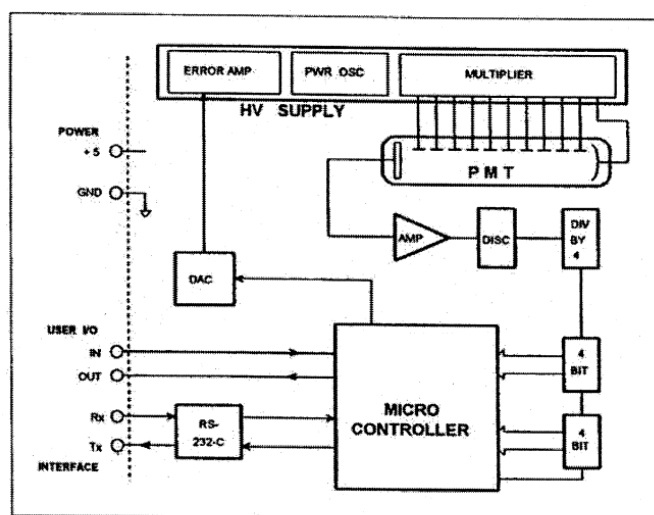 ERROR AMP
PWR OSC
MULTIPLIER
HV SUPPLY
POWER
+ 5
GND
PMT
AMP
DISC
DIV
BY
4
DAC
USER I/O
IN
OUT
Rx
Tx
INTERFACE
RS-
232-C
MICRO
CONTROLLER
4
BIT
4
BIT